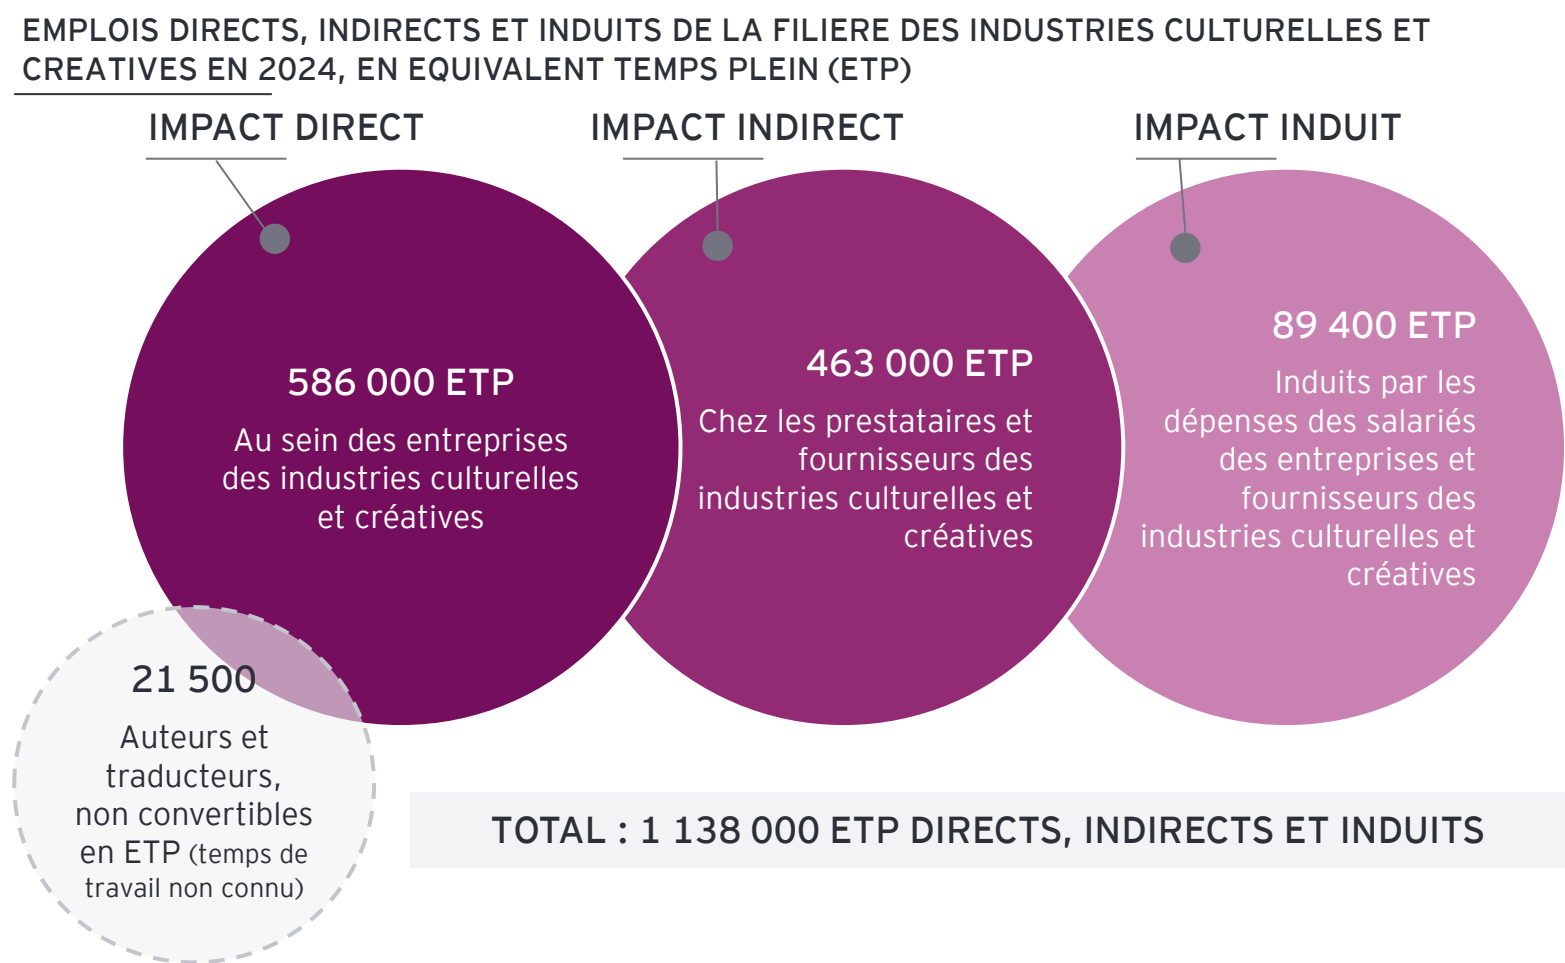 EMPLOIS DIRECTS, INDIRECTS ET INDUITS DE LA FILIERE DES INDUSTRIES CULTURELLES ET
CREATIVES EN 2024, EN EQUIVALENT TEMPS PLEIN (ETP)
IMPACT DIRECT
586 000 ETP
Au sein des entreprises
des industries culturelles
et créatives
IMPACT INDIRECT
463 000 ETP
Chez les prestataires et
fournisseurs des
industries culturelles et
créatives
IMPACT INDUIT
89 400 ETP
Induits par les
dépenses des salariés
des entreprises et
fournisseurs des
industries culturelles et
créatives
21 500
Auteurs et
traducteurs,
non convertibles
en ETP (temps de
travail non connu)
TOTAL : 1 138 000 ETP DIRECTS, INDIRECTS ET INDUITS